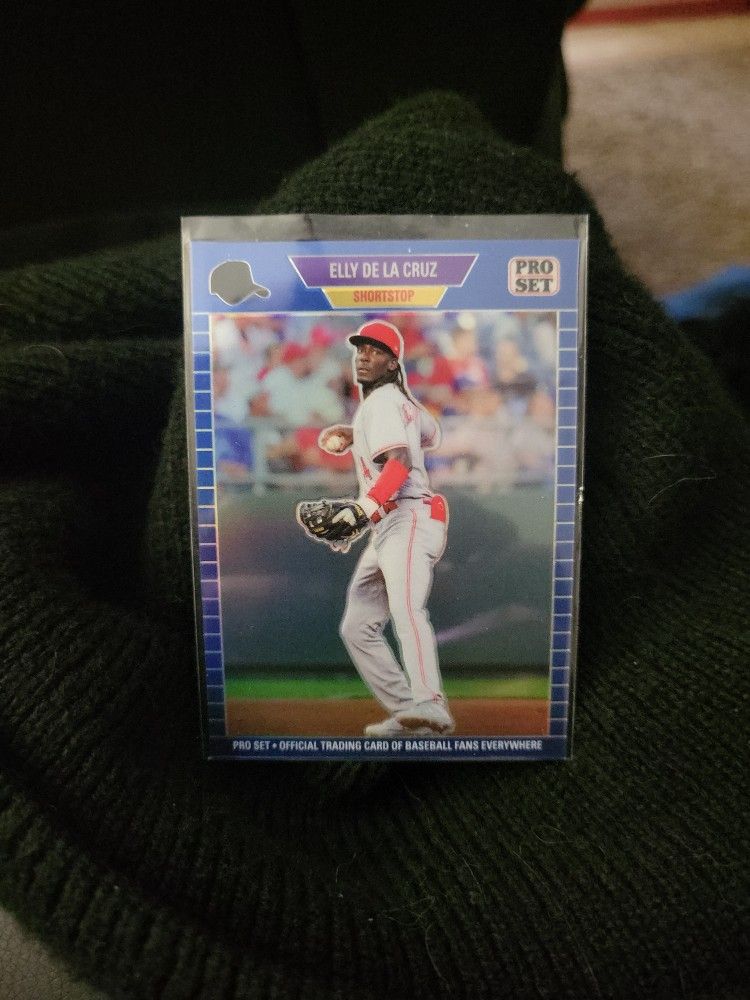 ELLY DE LA CRUZ
SHORTSTOP
PRO
SET
PRO SET • OFFICIAL TRADING CARD OF BASEBALL FANS EVERYWHERE